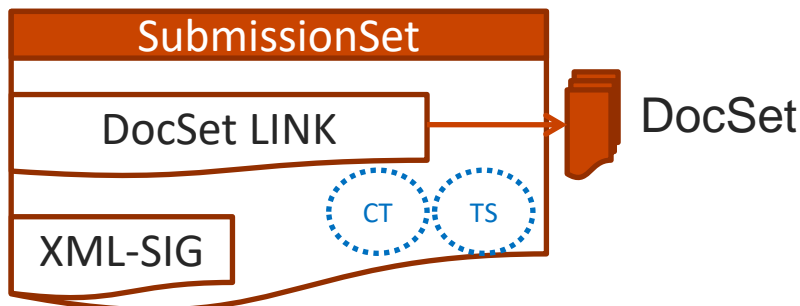 SubmissionSet
DocSet LINK
DocSet
CT
TS
XML-SIG